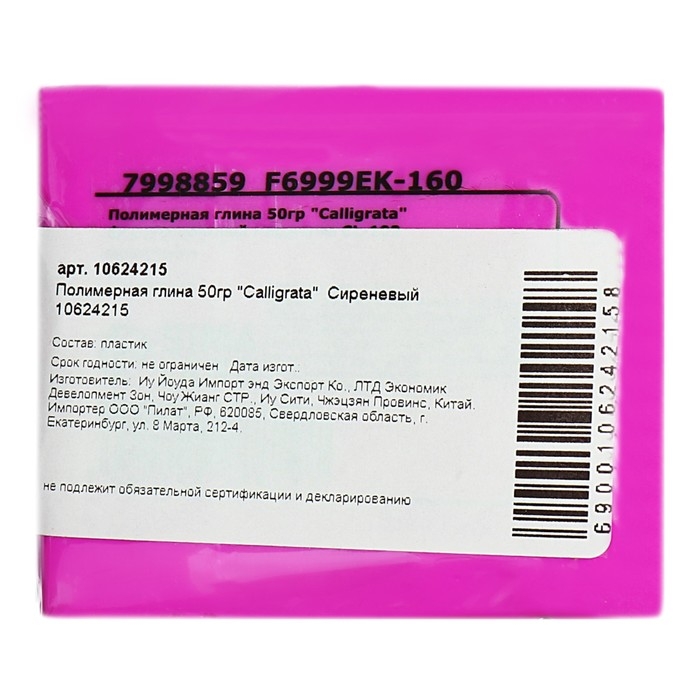 7998859 F6999EK-160
Полимерная глина 50гр "Calligrata"
арт. 10624215
Полимерная глина 50гр "Calligrata" Сиреневый
10624215
Состав: пластик
Срок годности: не ограничен Дата изгот.:
Изготовитель: Иу Йоуда Импорт энд Экспорт Ко., ЛТД Экономик
Девелопмент Зон, Чоу Жианг СТР., Иу Сити, Чжэцзян Провинс, Китай.
Импортер ООО "Пилат", РФ, 620085, Свердловская область, г.
Екатеринбург, ул. 8 Марта, 212-4.
не подлежит обязательной сертификации и декларированию
6900106242158